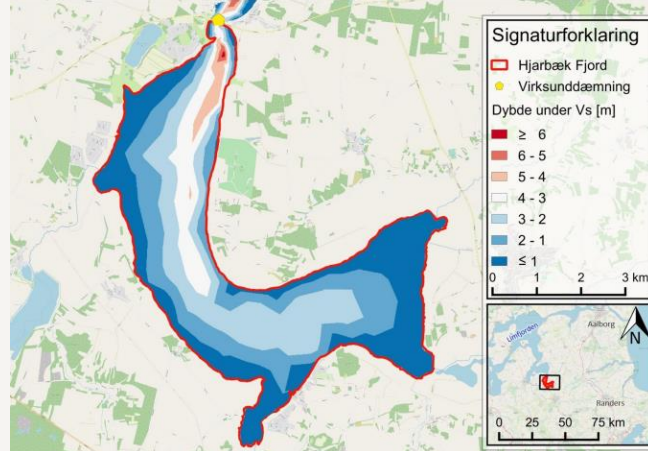 Signaturforklaring
Hjarbæk Fjord
Virksunddæmning
Dybde under Vs [m]
≥ 6
6 - 5
5 - 4
4 - 3
3 - 2
2 - 1
≤ 1
0 1 2 3 km
Limfjorden
Aalborg
N
Randers
0 25 50 75 km